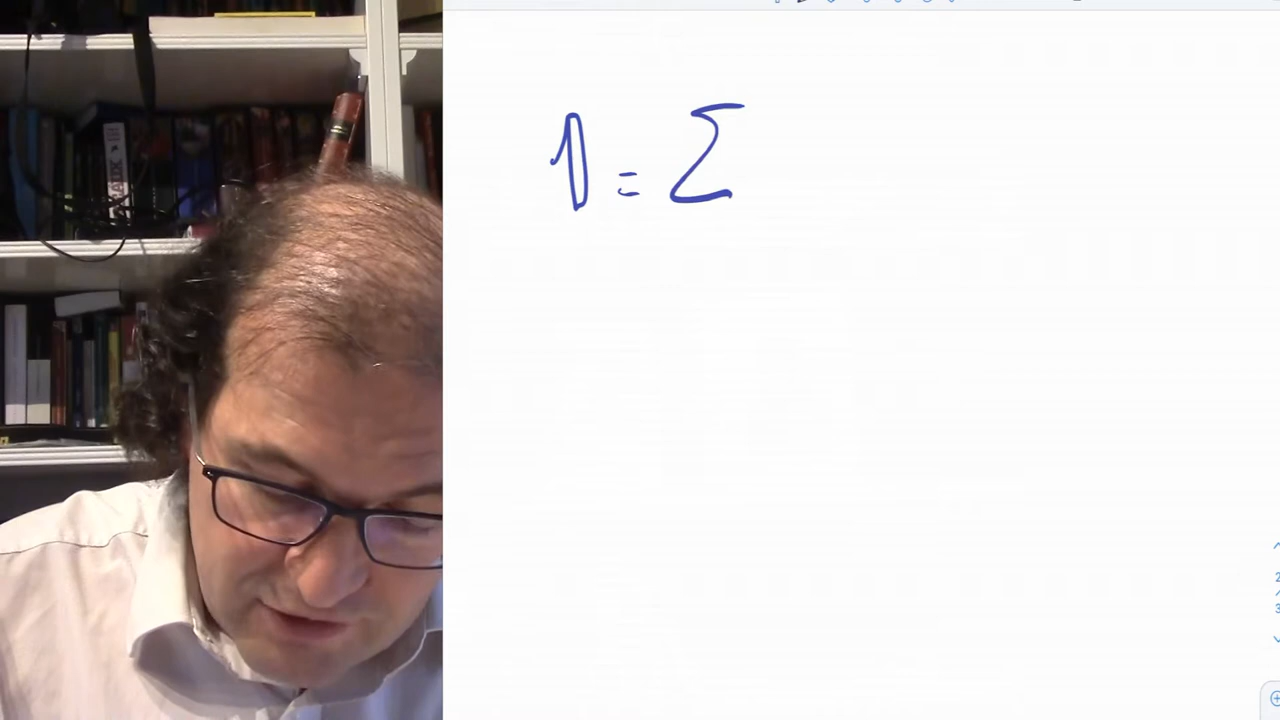 𝟙 = Σ